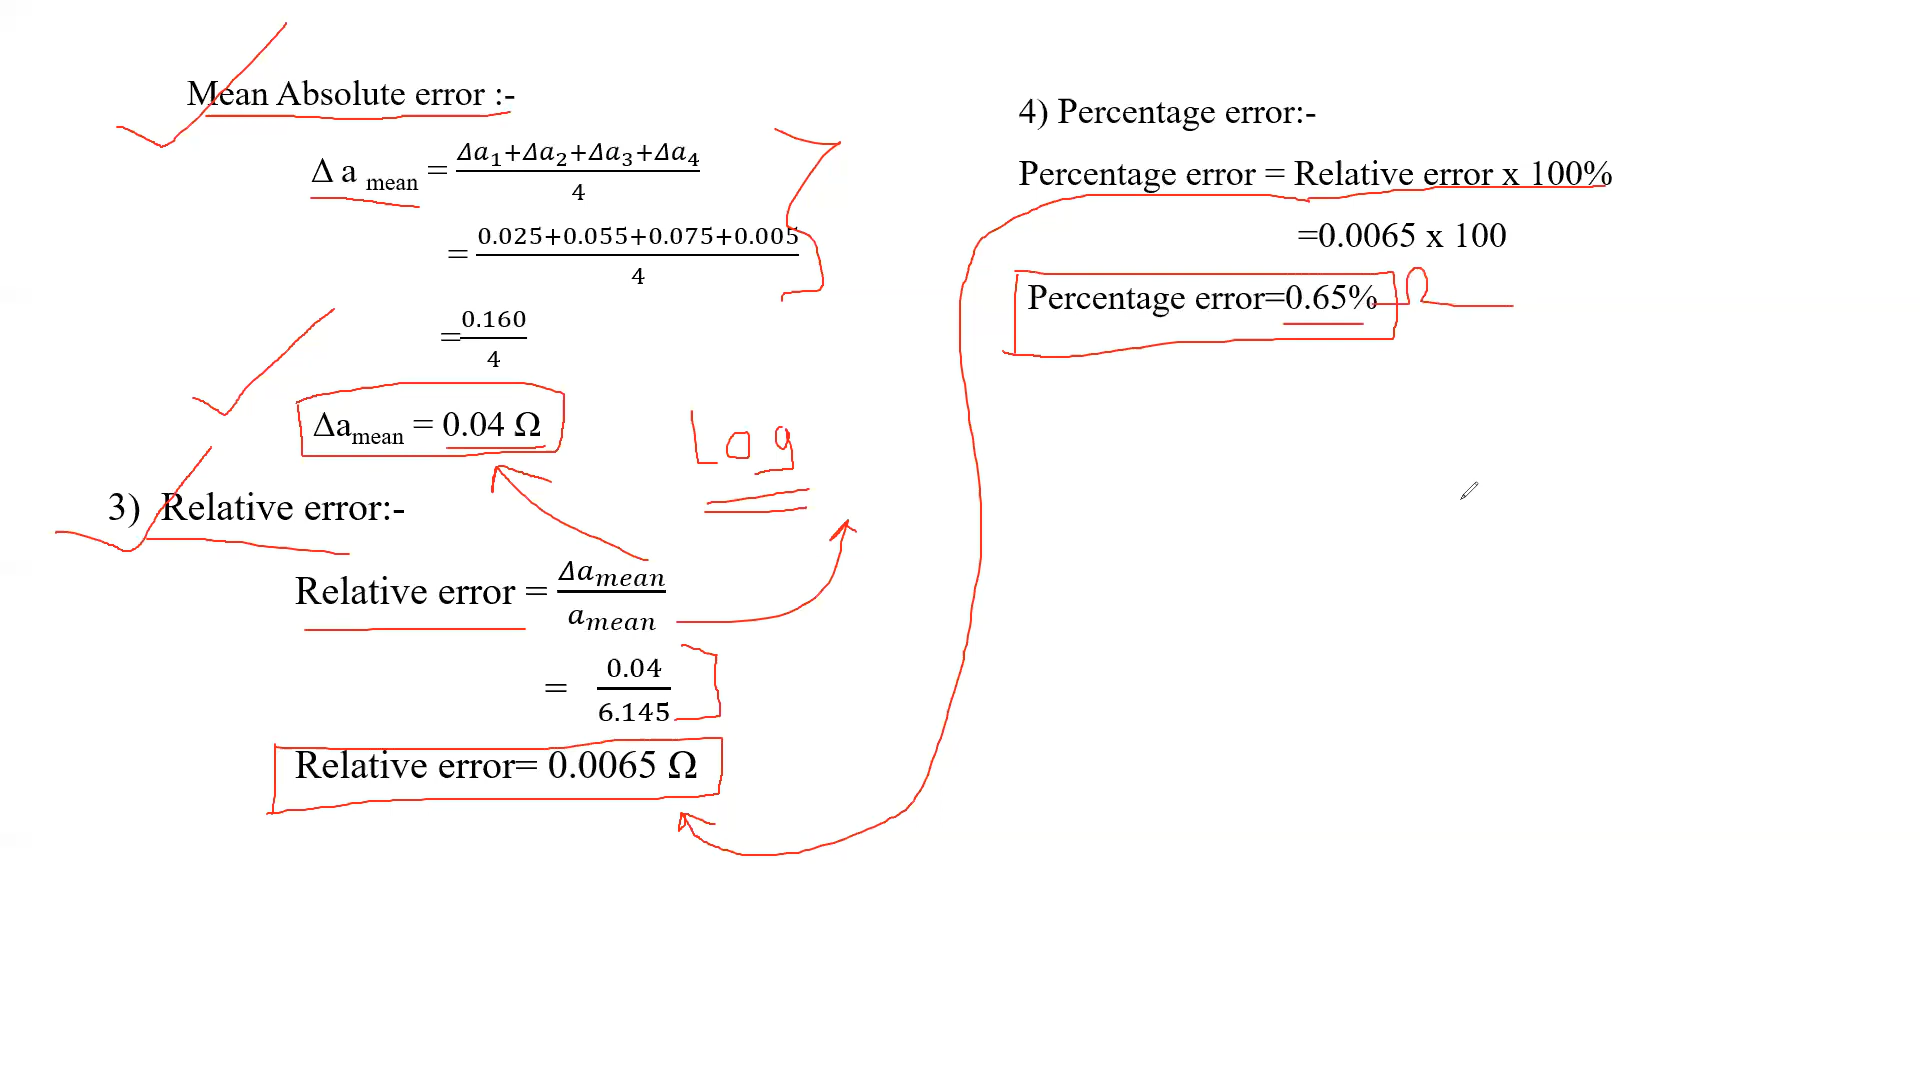 Mean Absolute error :-
Δ a mean = Δa₁+Δa₂+Δa₃+Δa₄ / 4
= 0.025+0.055+0.075+0.005 / 4
= 0.160 / 4
Δamean = 0.04 Ω
Log
3) Relative error:-
Relative error = Δamean / amean
= 0.04 / 6.145
Relative error= 0.0065 Ω
4) Percentage error:-
Percentage error = Relative error x 100%
=0.0065 x 100
Percentage error=0.65% Ω